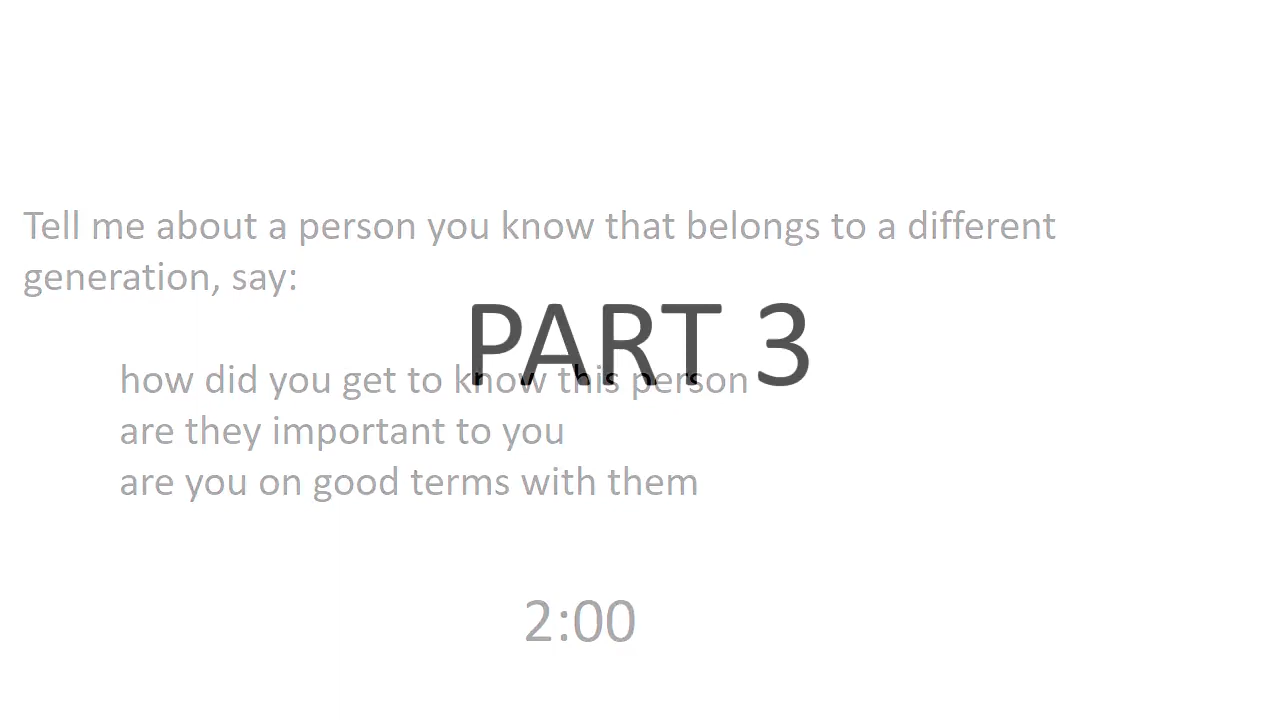 Tell me about a person you know that belongs to a different
generation, say:
PART 3
how did you get to know this person
are they important to you
are you on good terms with them
2:00